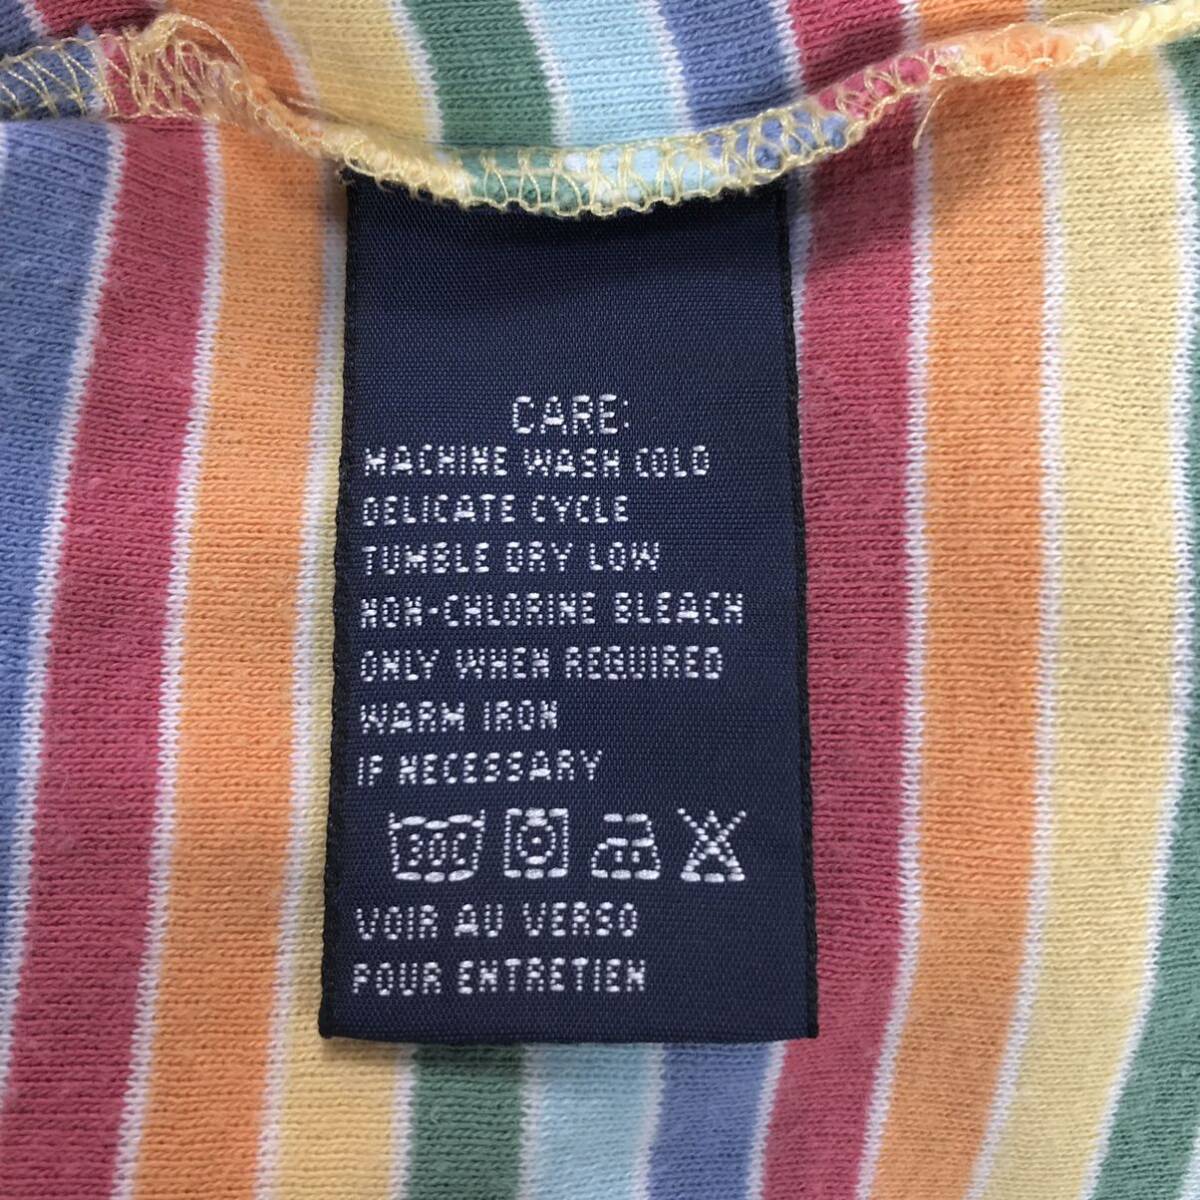 CARE:
MACHINE WASH COLD
DELICATE CYCLE
TUMBLE DRY LOW
NON-CHLORINE BLEACH
ONLY WHEN REQUIRED
WARM IRON
IF NECESSARY
30C
VOIR AU VERSO
POUR ENTRETIEN